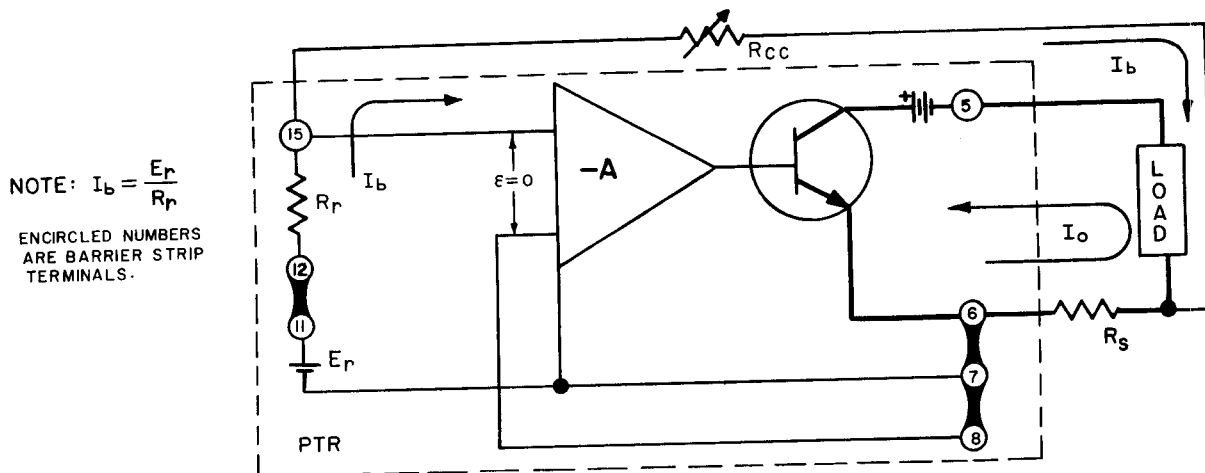 Rcc
Ib
15
Ib
ε=0
-A
+
5
LOAD
NOTE: Ib = Er
Rr
Rr
ENCIRCLED NUMBERS
ARE BARRIER STRIP
TERMINALS.
12
Io
11
6
Rs
Er
7
PTR
8